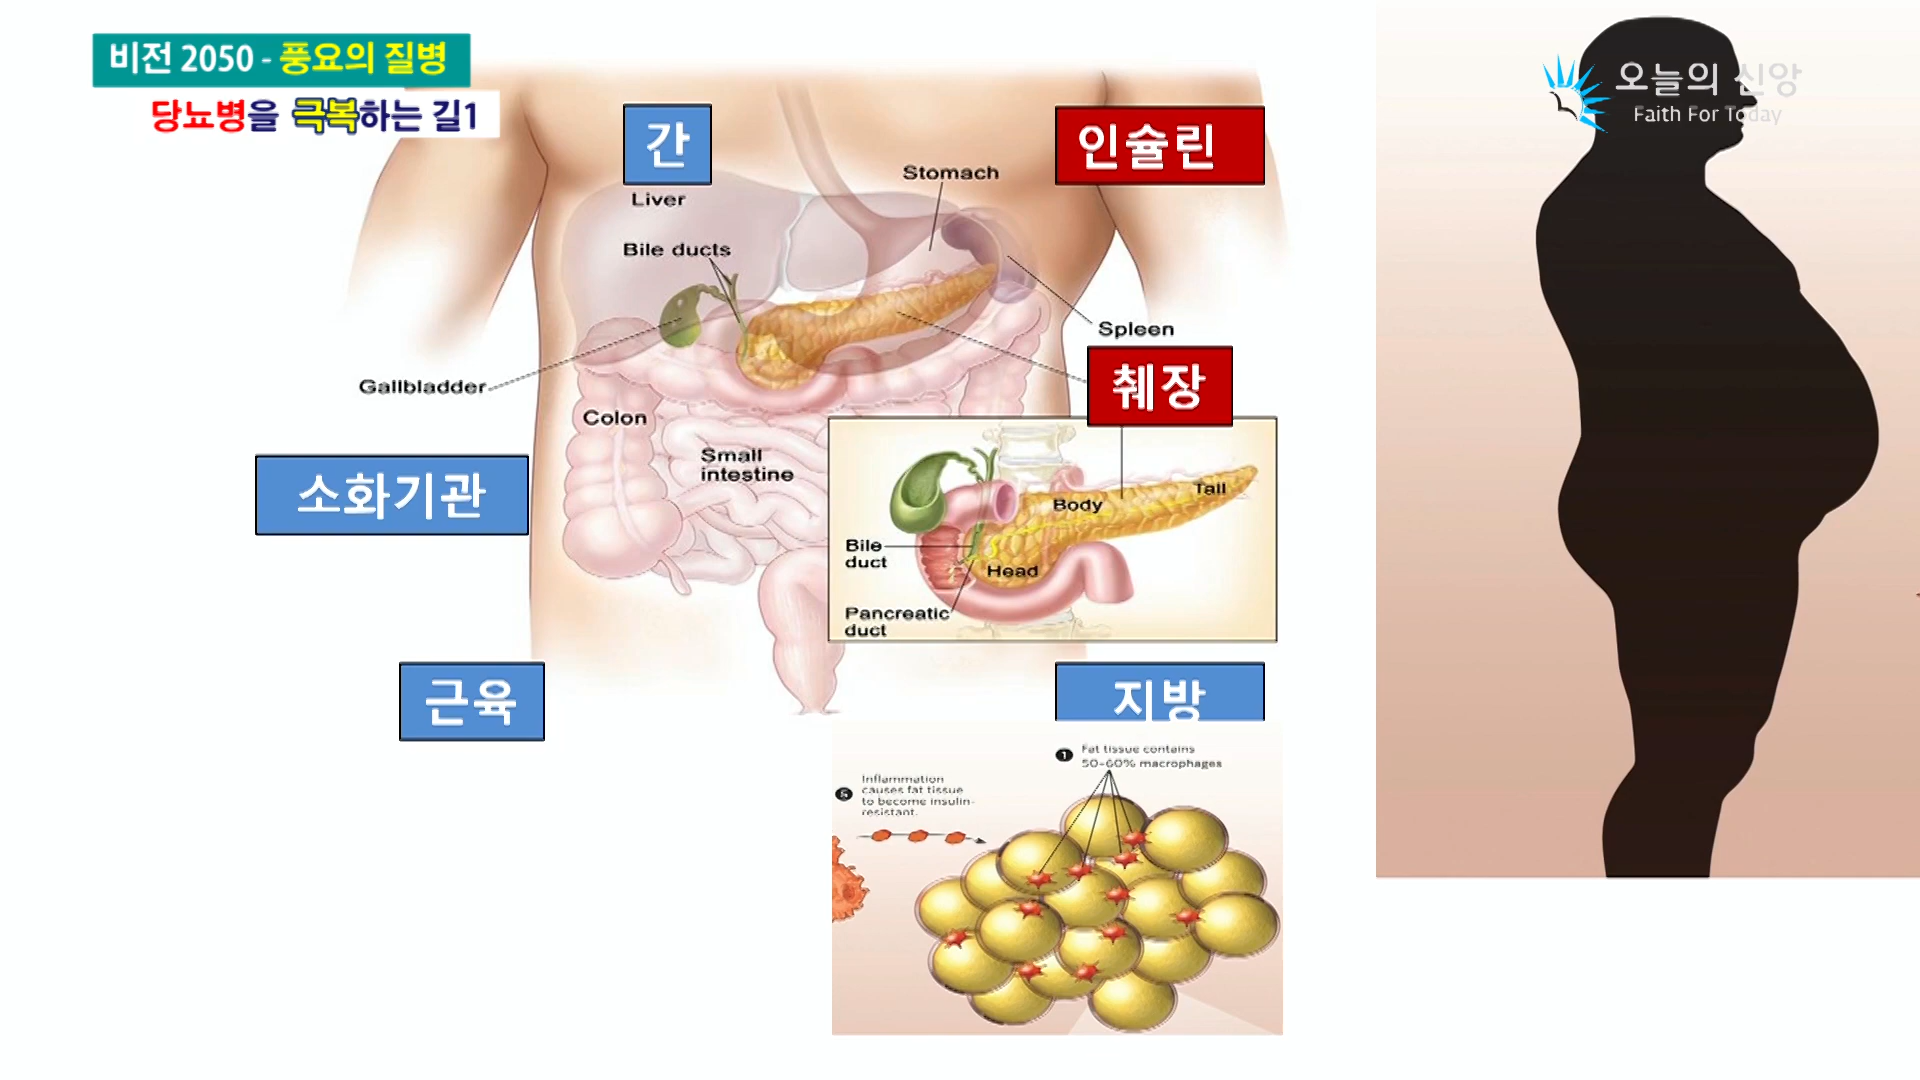 비전 2050 - 풍요의 질병
당뇨병을 극복하는 길1
오늘의 신앙
Faith For Today
간
인슐린
Stomach
Liver
Bile ducts
Spleen
췌장
Gallbladder
Colon
Small
intestine
소화기관
Body
Tail
Bile
duct
Head
Pancreatic
duct
근육
지방
1 Fat tissue contains
50-60% macrophages
5 Inflammation
causes fat tissue
to become insulin-
resistant.